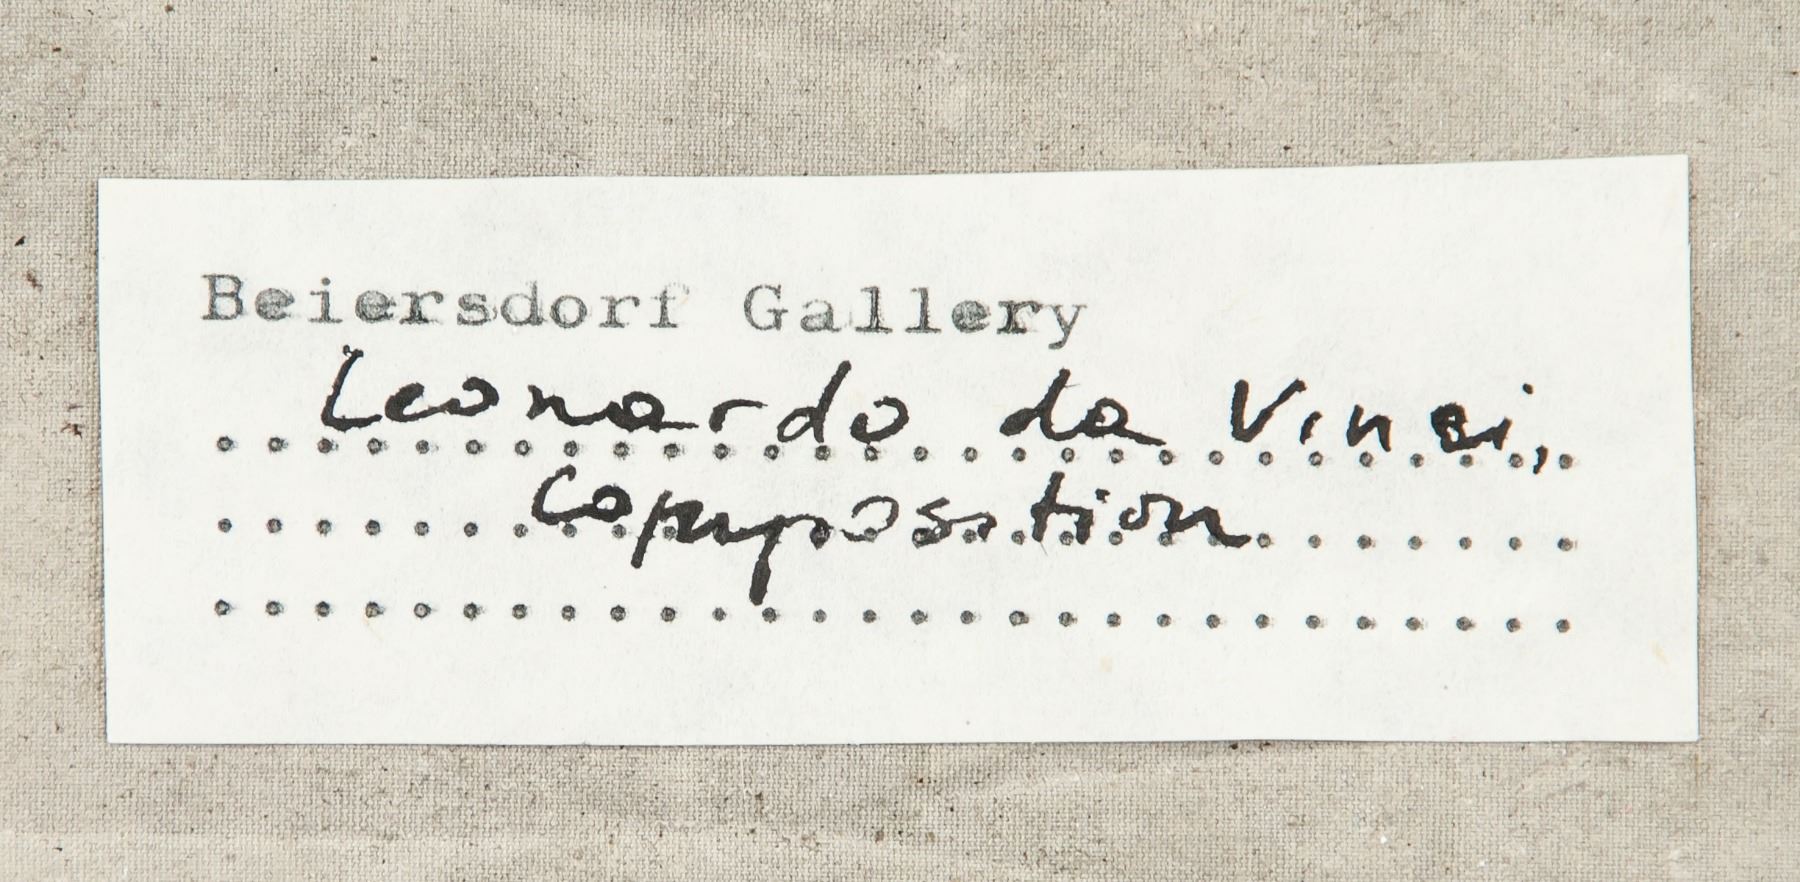 Beiersdorf Gallery
Leonardo da Vinci,
Composition